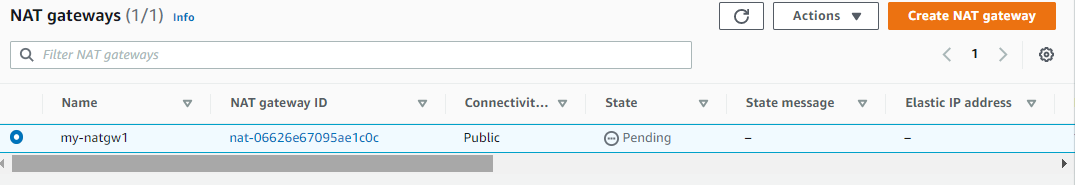 NAT gateways (1/1) Info
Actions
Create NAT gateway
Filter NAT gateways
1
Name NAT gateway ID Connectivit... State State message Elastic IP address
my-natgw1 nat-06626e67095ae1c0c Public Pending – –